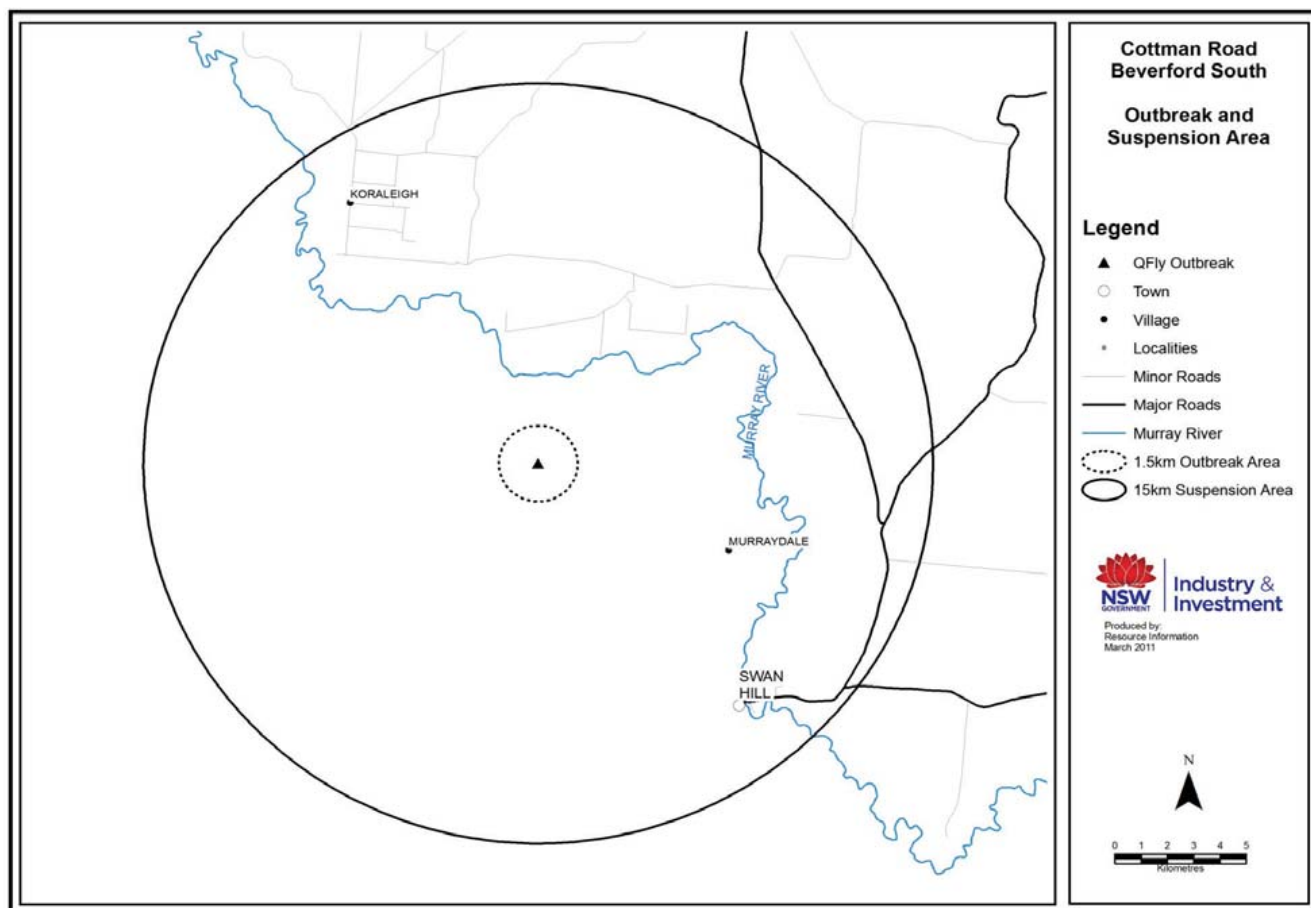 Cottman Road
Beverford South
Outbreak and
Suspension Area
KORALEIGH
MURRAY RIVER
MURRAYDALE
SWAN
HILL
Legend
QFly Outbreak
Town
Village
Localities
Minor Roads
Major Roads
Murray River
1.5km Outbreak Area
15km Suspension Area
NSW
GOVERNMENT
Industry &
Investment
Produced by:
Resource Information
March 2011
N
0 1 2 3 4 5
Kilometres